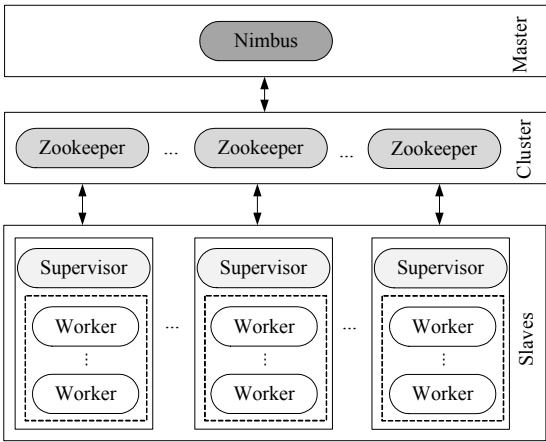 Nimbus
Master
Zookeeper ... Zookeeper ... Zookeeper
Cluster
Supervisor Supervisor Supervisor
Worker ... Worker ... Worker
... ... ...
Worker Worker Worker
Slaves